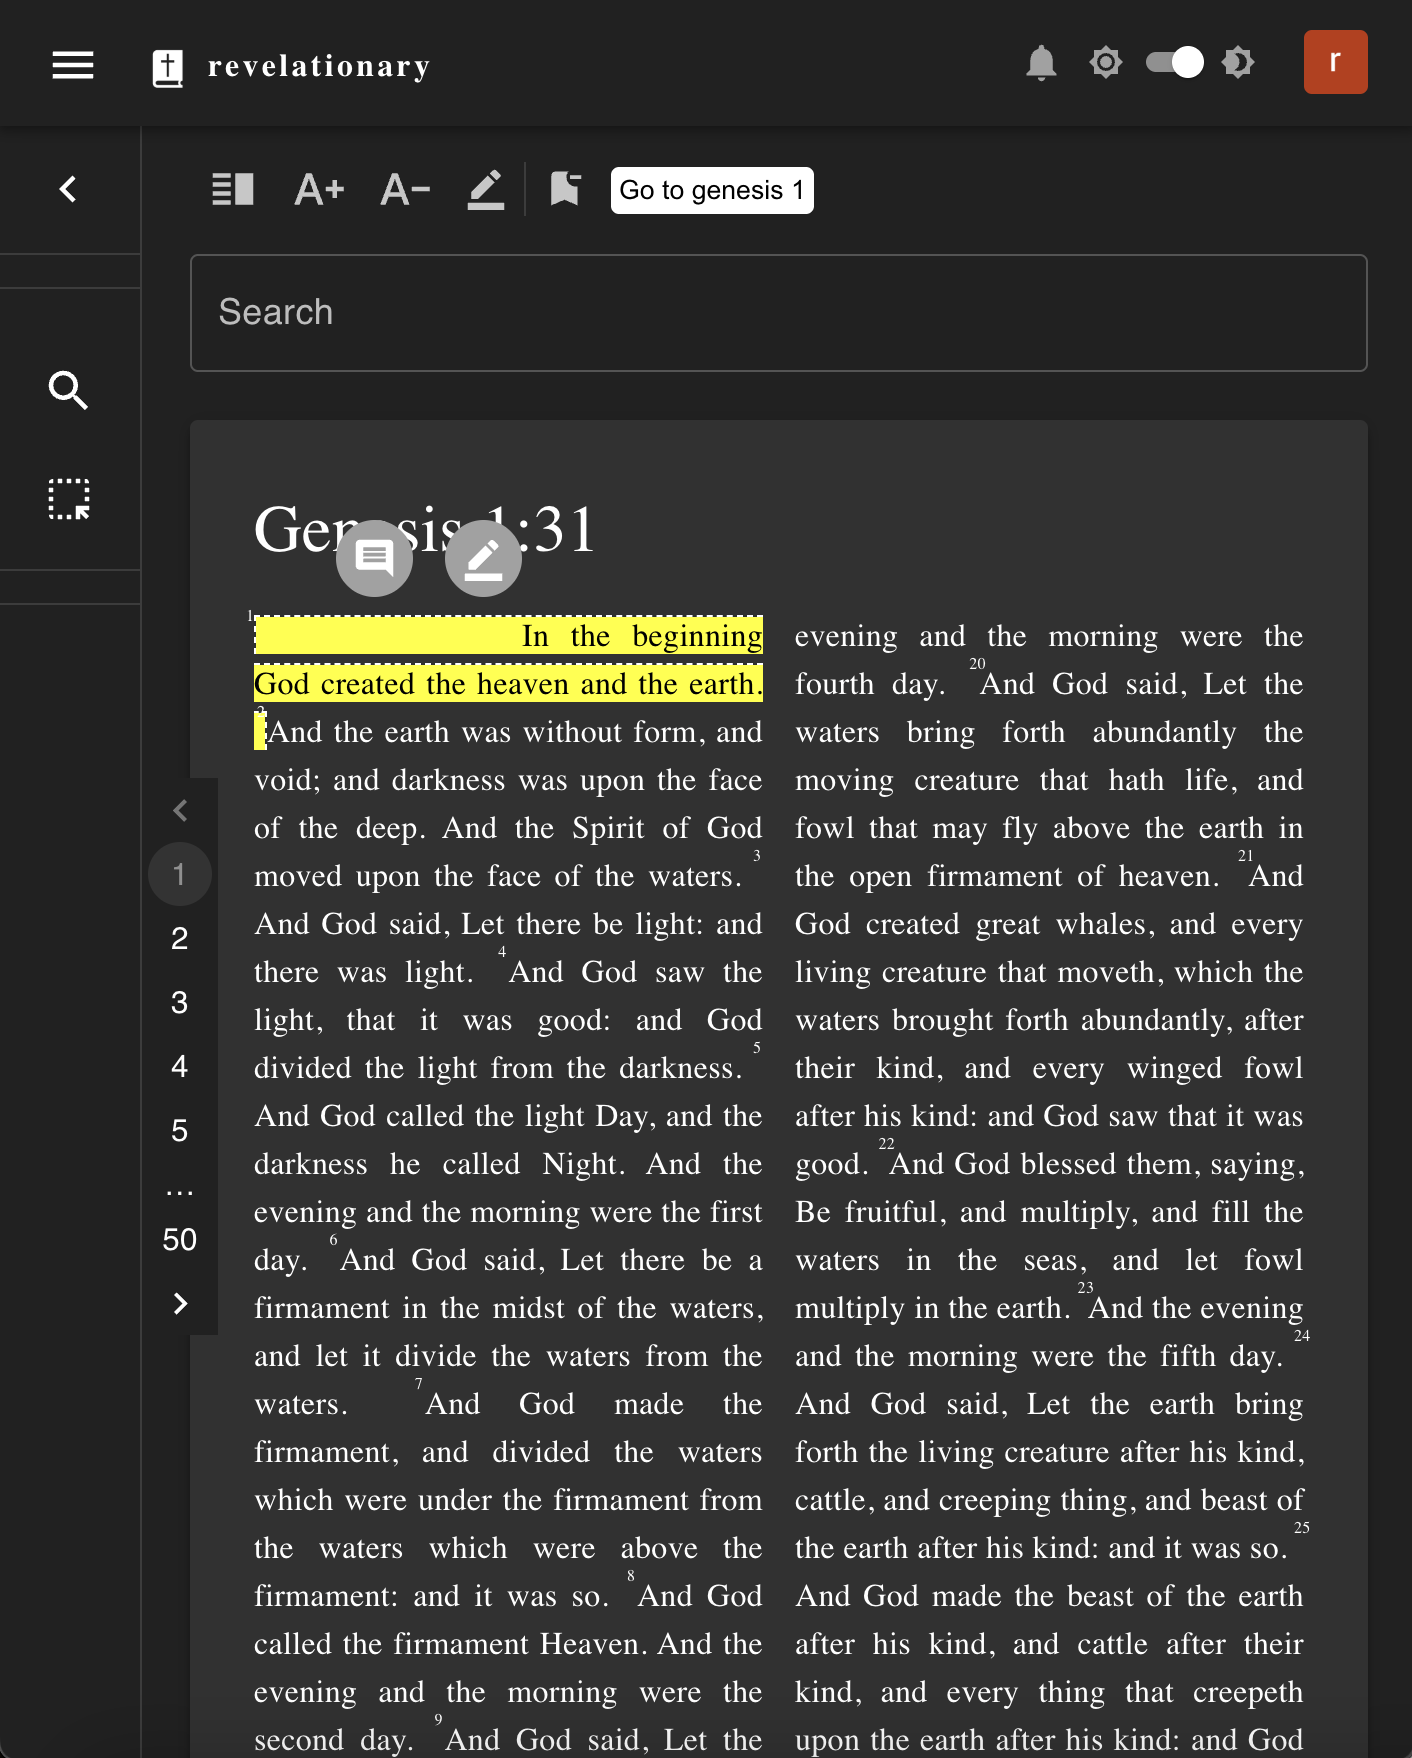 revelationary
r
A+ A−
Go to genesis 1
Search
Genesis 1:31
1 In the beginning
God created the heaven and the earth.
2 And the earth was without form, and
void; and darkness was upon the face
of the deep. And the Spirit of God
moved upon the face of the waters. 3
And God said, Let there be light: and
there was light. 4 And God saw the
light, that it was good: and God
divided the light from the darkness. 5
And God called the light Day, and the
darkness he called Night. And the
evening and the morning were the first
day. 6 And God said, Let there be a
firmament in the midst of the waters,
and let it divide the waters from the
waters. 7 And God made the
firmament, and divided the waters
which were under the firmament from
the waters which were above the
firmament: and it was so. 8 And God
called the firmament Heaven. And the
evening and the morning were the
second day. 9 And God said, Let the
evening and the morning were the
fourth day. 20 And God said, Let the
waters bring forth abundantly the
moving creature that hath life, and
fowl that may fly above the earth in
the open firmament of heaven. 21 And
God created great whales, and every
living creature that moveth, which the
waters brought forth abundantly, after
their kind, and every winged fowl
after his kind: and God saw that it was
good. 22 And God blessed them, saying,
Be fruitful, and multiply, and fill the
waters in the seas, and let fowl
multiply in the earth. 23 And the evening
and the morning were the fifth day. 24
And God said, Let the earth bring
forth the living creature after his kind,
cattle, and creeping thing, and beast of
the earth after his kind: and it was so. 25
And God made the beast of the earth
after his kind, and cattle after their
kind, and every thing that creepeth
upon the earth after his kind: and God
1
2
3
4
5
...
50